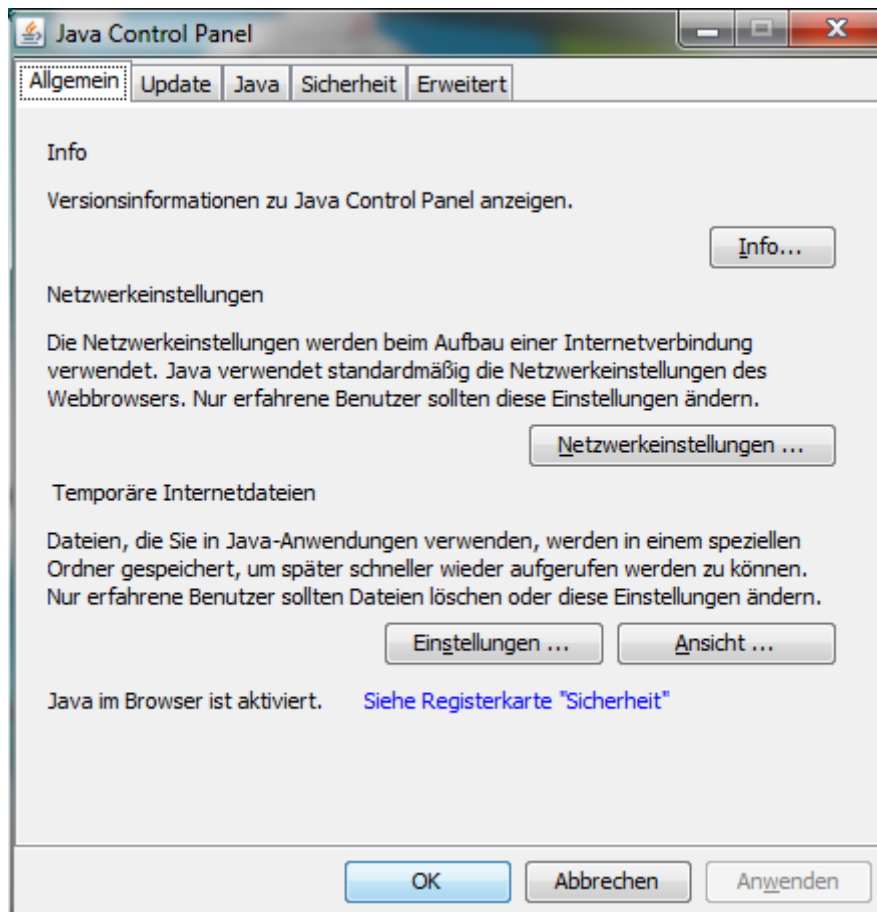 Java Control Panel
Allgemein Update Java Sicherheit Erweitert
Info
Versionsinformationen zu Java Control Panel anzeigen.
Info...
Netzwerkeinstellungen
Die Netzwerkeinstellungen werden beim Aufbau einer Internetverbindung
verwendet. Java verwendet standardmäßig die Netzwerkeinstellungen des
Webbrowsers. Nur erfahrene Benutzer sollten diese Einstellungen ändern.
Netzwerkeinstellungen ...
Temporäre Internetdateien
Dateien, die Sie in Java-Anwendungen verwenden, werden in einem speziellen
Ordner gespeichert, um später schneller wieder aufgerufen werden zu können.
Nur erfahrene Benutzer sollten Dateien löschen oder diese Einstellungen ändern.
Einstellungen ... Ansicht ...
Java im Browser ist aktiviert. Siehe Registerkarte "Sicherheit"
OK Abbrechen Anwenden